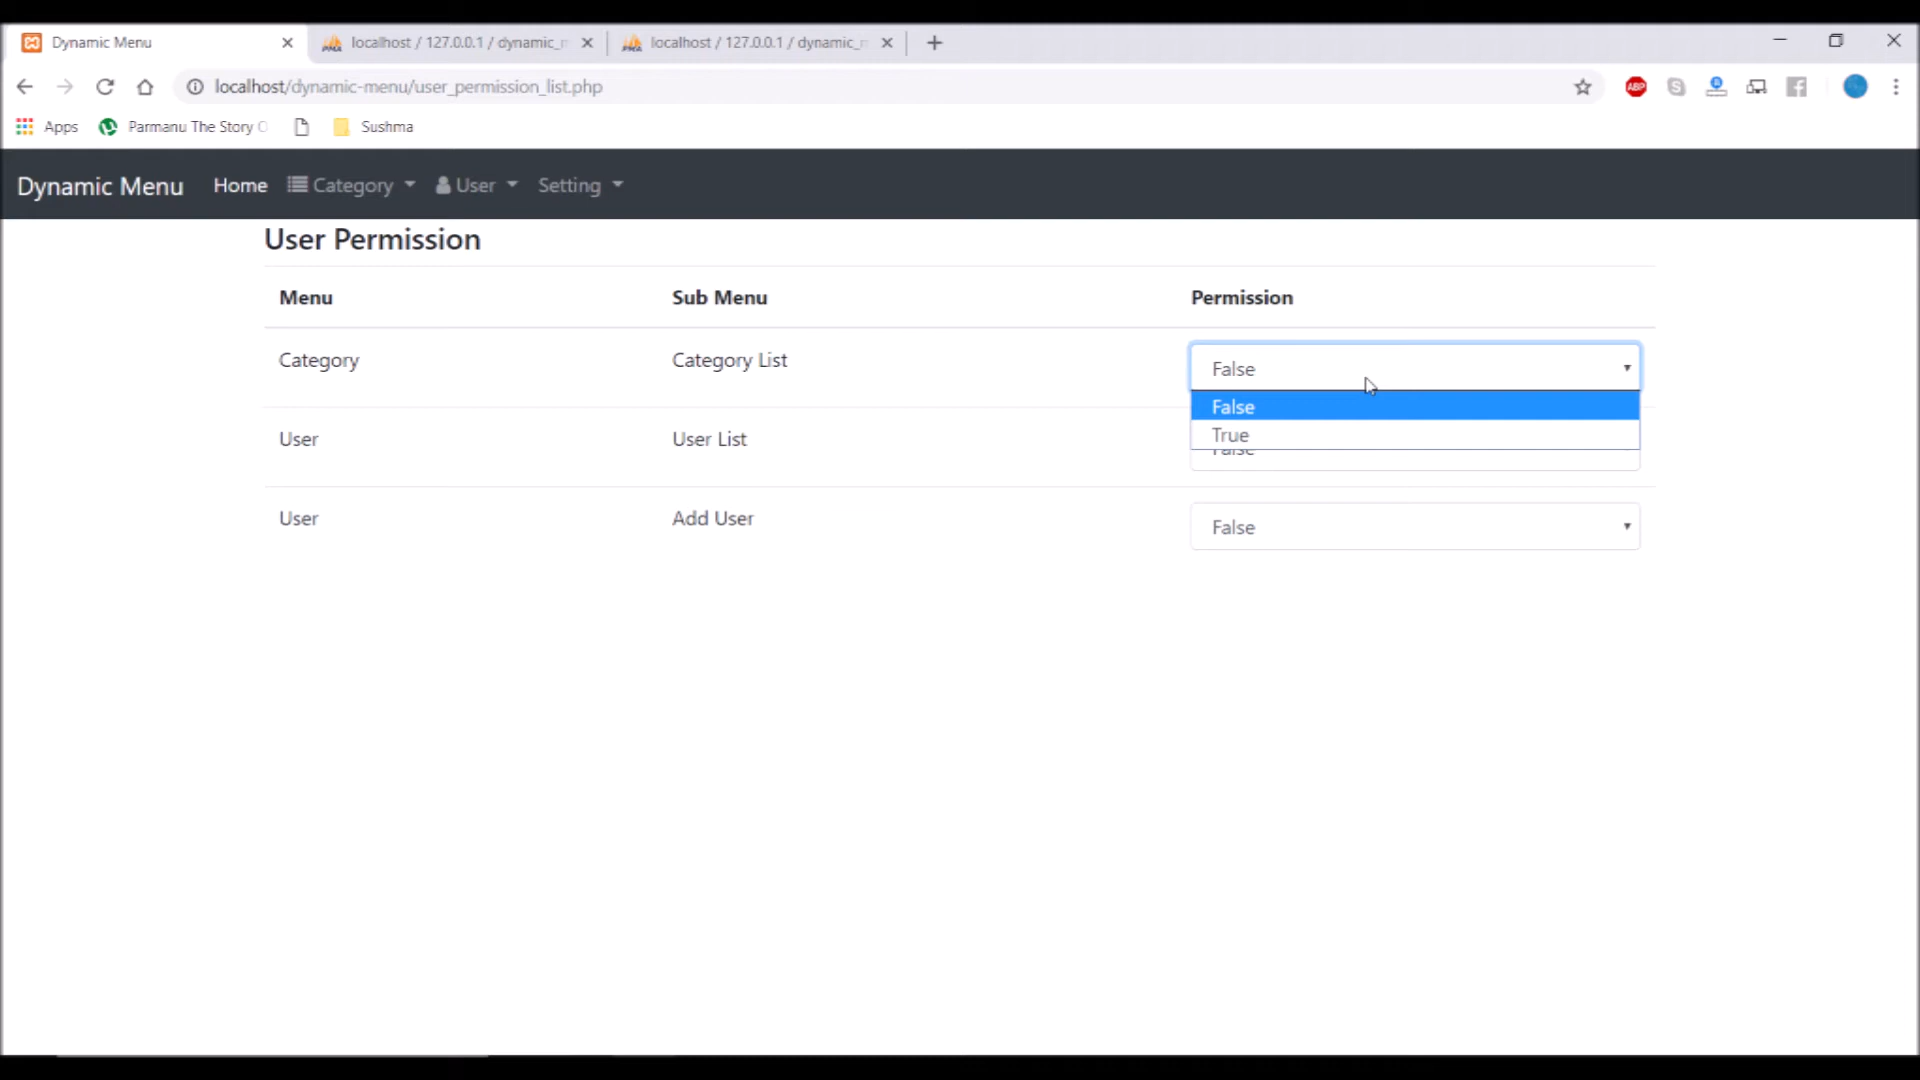 Dynamic Menu
localhost / 127.0.0.1 / dynamic_
localhost / 127.0.0.1 / dynamic_
localhost/dynamic-menu/user_permission_list.php
ABP
Apps
Parmanu The Story
Sushma
Dynamic Menu Home Category User Setting
User Permission
Menu Sub Menu Permission
Category Category List False
False
True
User User List False
User Add User False